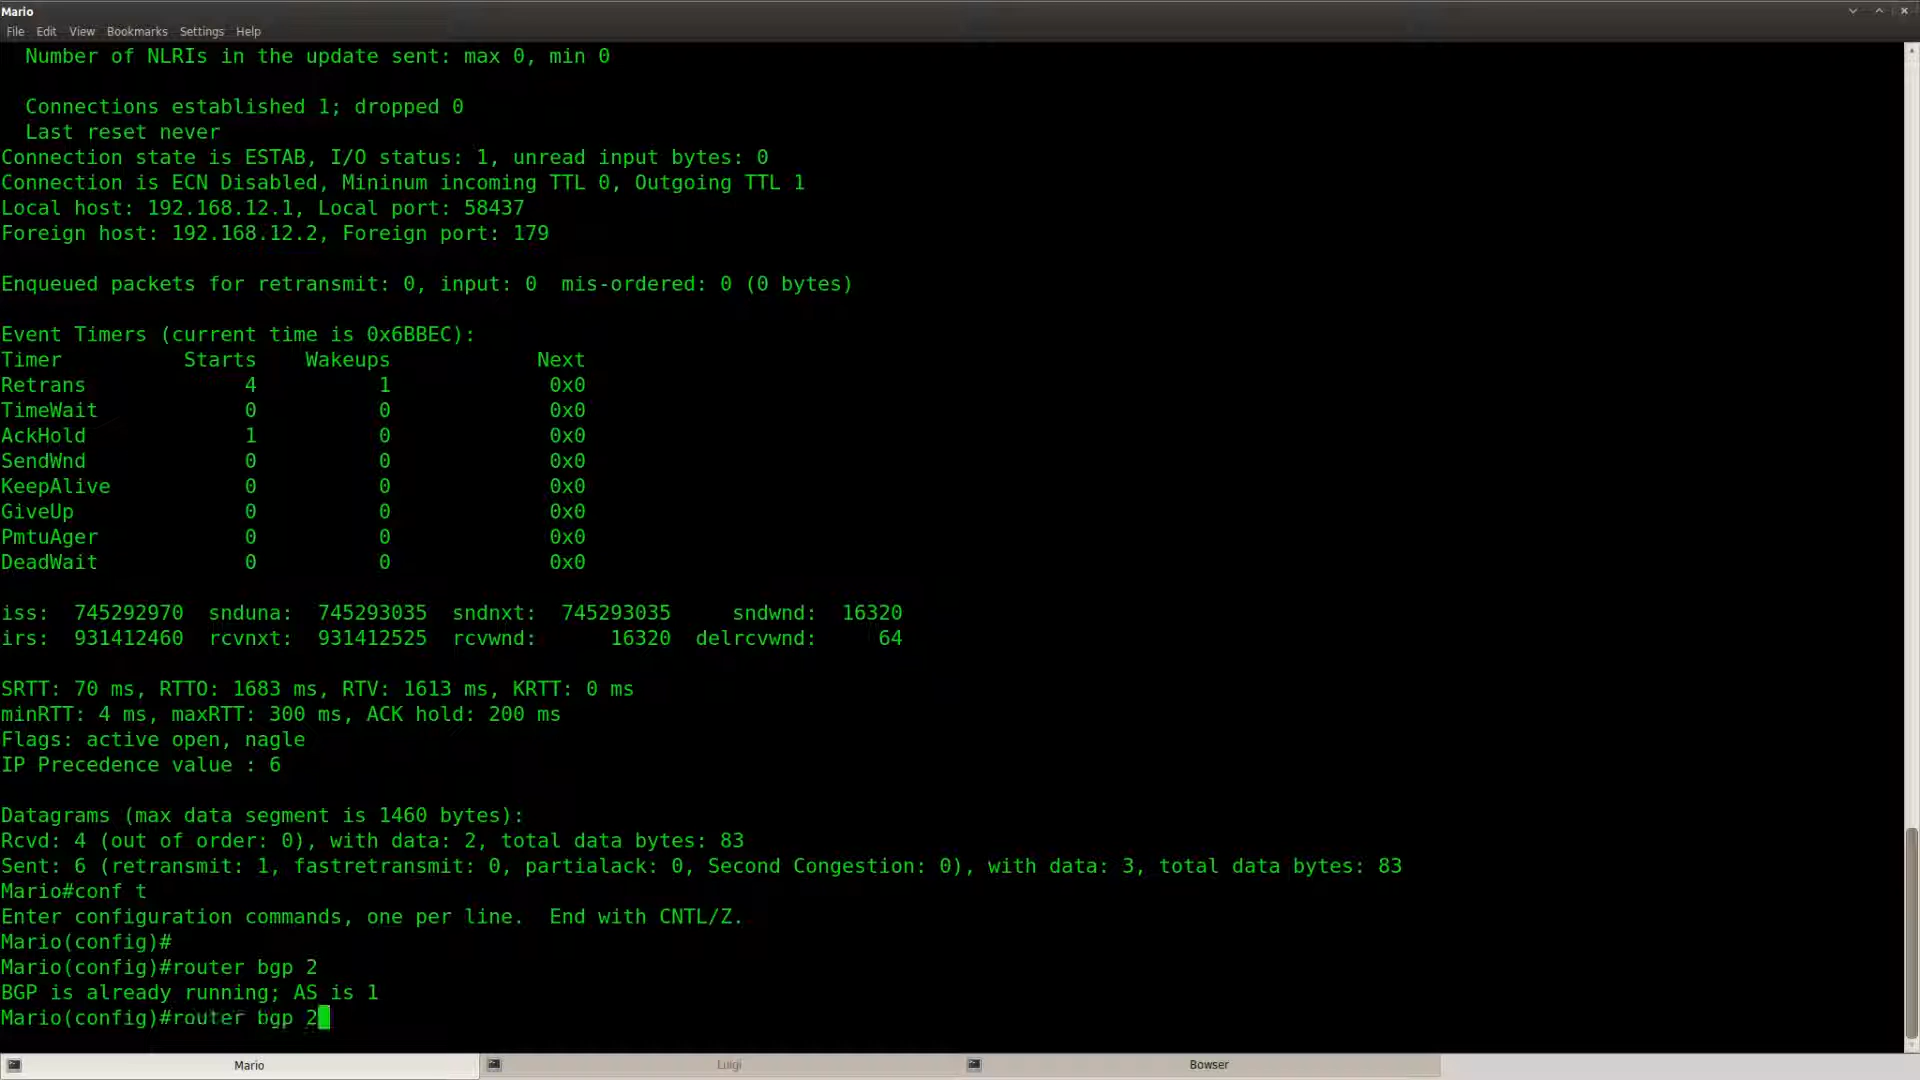 Mario
File Edit View Bookmarks Settings Help
Number of NLRIs in the update sent: max 0, min 0
Connections established 1; dropped 0
Last reset never
Connection state is ESTAB, I/O status: 1, unread input bytes: 0
Connection is ECN Disabled, Mininum incoming TTL 0, Outgoing TTL 1
Local host: 192.168.12.1, Local port: 58437
Foreign host: 192.168.12.2, Foreign port: 179
Enqueued packets for retransmit: 0, input: 0  mis-ordered: 0 (0 bytes)
Event Timers (current time is 0x6BBEC):
Timer          Starts    Wakeups            Next
Retrans             4          1             0x0
TimeWait            0          0             0x0
AckHold             1          0             0x0
SendWnd             0          0             0x0
KeepAlive           0          0             0x0
GiveUp              0          0             0x0
PmtuAger            0          0             0x0
DeadWait            0          0             0x0
iss:  745292970  snduna:  745293035  sndnxt:  745293035     sndwnd:  16320
irs:  931412460  rcvnxt:  931412525  rcvwnd:      16320  delrcvwnd:     64
SRTT: 70 ms, RTTO: 1683 ms, RTV: 1613 ms, KRTT: 0 ms
minRTT: 4 ms, maxRTT: 300 ms, ACK hold: 200 ms
Flags: active open, nagle
IP Precedence value : 6
Datagrams (max data segment is 1460 bytes):
Rcvd: 4 (out of order: 0), with data: 2, total data bytes: 83
Sent: 6 (retransmit: 1, fastretransmit: 0, partialack: 0, Second Congestion: 0), with data: 3, total data bytes: 83
Mario#conf t
Enter configuration commands, one per line.  End with CNTL/Z.
Mario(config)#
Mario(config)#router bgp 2
BGP is already running; AS is 1
Mario(config)#router bgp 2
Mario Luigi Bowser